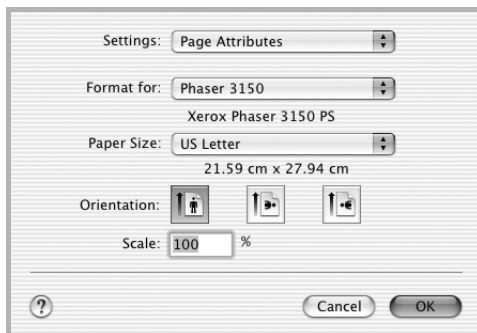 Settings: Page Attributes
Format for: Phaser 3150
Xerox Phaser 3150 PS
Paper Size: US Letter
21.59 cm x 27.94 cm
Orientation:
Scale: 100 %
? Cancel OK